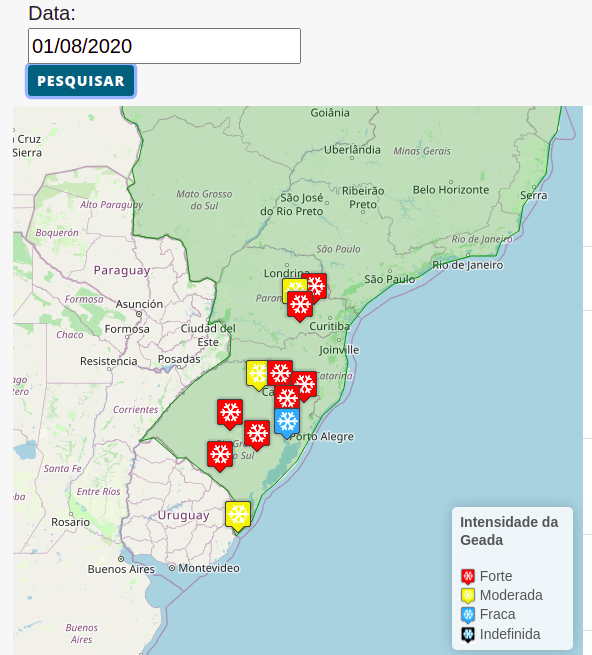 Data:
01/08/2020
PESQUISAR
Goiânia
Cruz
Sierra
Uberlândia
Minas Gerais
Mato Grosso
do Sul
São José
do Rio Preto
Ribeirão
Preto
Belo Horizonte
Serra
Alto Paraguay
Boquerón
São Paulo
Rio de Janeiro
Paraguay
Londrina
São Paulo
Rio de Janeiro
Formosa
Asunción
Paran
Formosa
Ciudad del
Este
Curitiba
Chaco
Resistencia
Posadas
Joinville
Catarina
Ca
Corrientes
Porto Alegre
Santa Fe
Sul
Entre Ríos
Rosario
Uruguay
Buenos Aires
Montevideo
Buenos
Aires
Intensidade da
Geada
Forte
Moderada
Fraca
Indefinida